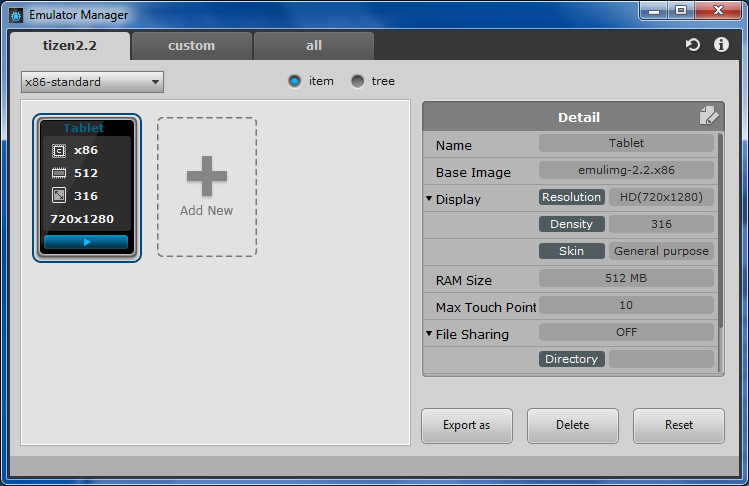 Emulator Manager
tizen2.2 custom all
x86-standard item tree
Tablet
x86
512
316
720x1280
Add New
Detail
Name Tablet
Base Image emulimg-2.2.x86
Display Resolution HD(720x1280)
Density 316
Skin General purpose
RAM Size 512 MB
Max Touch Point 10
File Sharing OFF
Directory
Export as Delete Reset